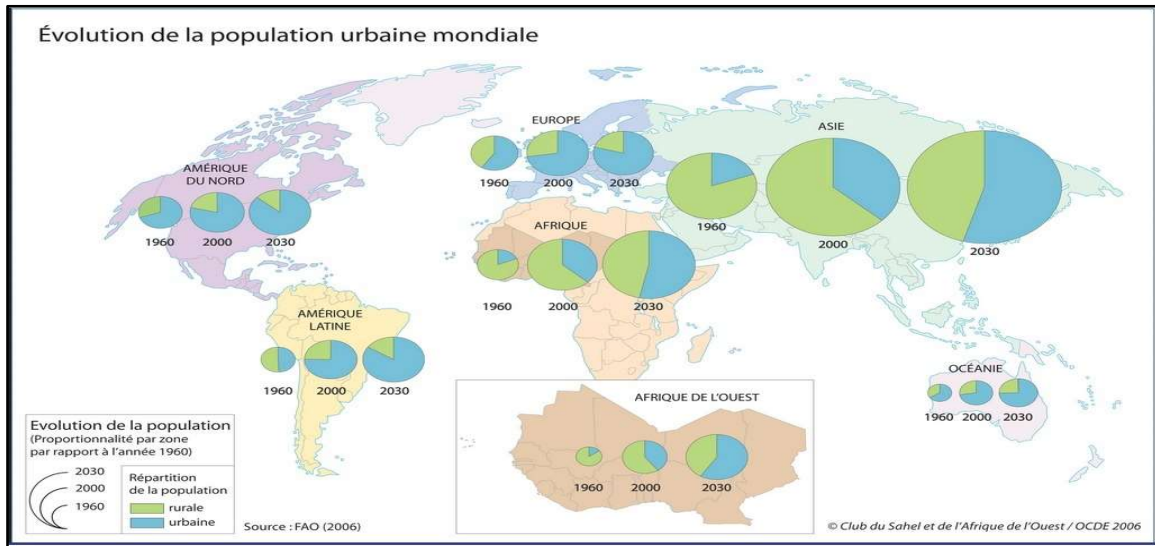 Évolution de la population urbaine mondiale
EUROPE
1960
2000
2030
ASIE
1960
2000
2030
AMÉRIQUE
DU NORD
1960
2000
2030
AFRIQUE
1960
2000
2030
AMÉRIQUE
LATINE
1960
2000
2030
OCÉANIE
1960
2000
2030
AFRIQUE DE L'OUEST
1960
2000
2030
Evolution de la population
(Proportionnalité par zone
par rapport à l'année 1960)
2030
2000
1960
Répartition
de la population
rurale
urbaine
Source : FAO (2006)
© Club du Sahel et de l'Afrique de l'Ouest / OCDE 2006